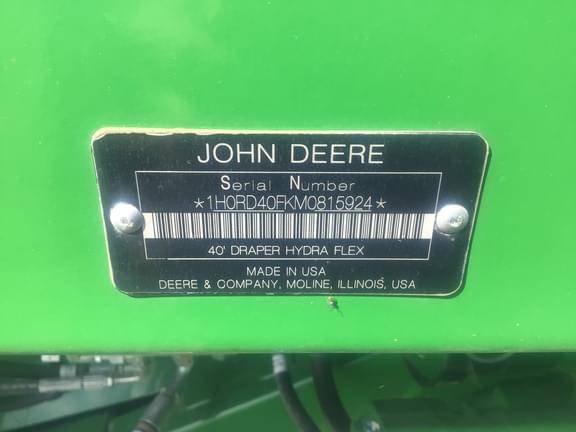 JOHN DEERE
Serial Number
*1H0RD40FKM0815924*
40' DRAPER HYDRA FLEX
MADE IN USA
DEERE & COMPANY, MOLINE, ILLINOIS, USA